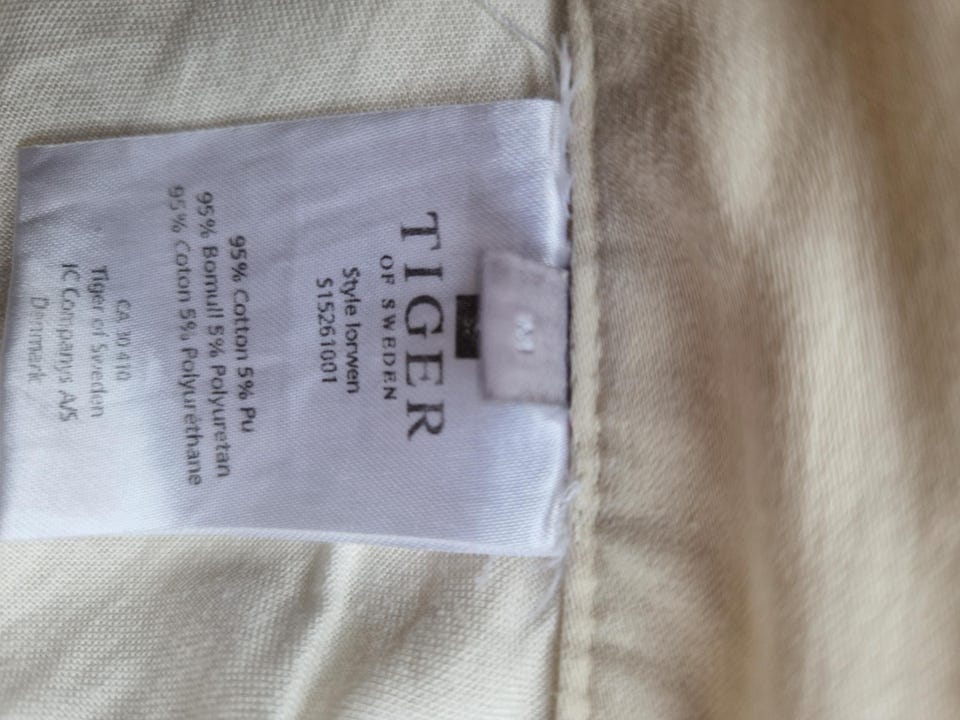 M
TIGER
OF SWEDEN
Style Iorwen
S15261001
95% Cotton 5% Pu
95% Bomull 5% Polyuretan
95% Coton 5% Polyuréthane
CA 30 410
Tiger of Sweden
IC Companys A/S
Denmark